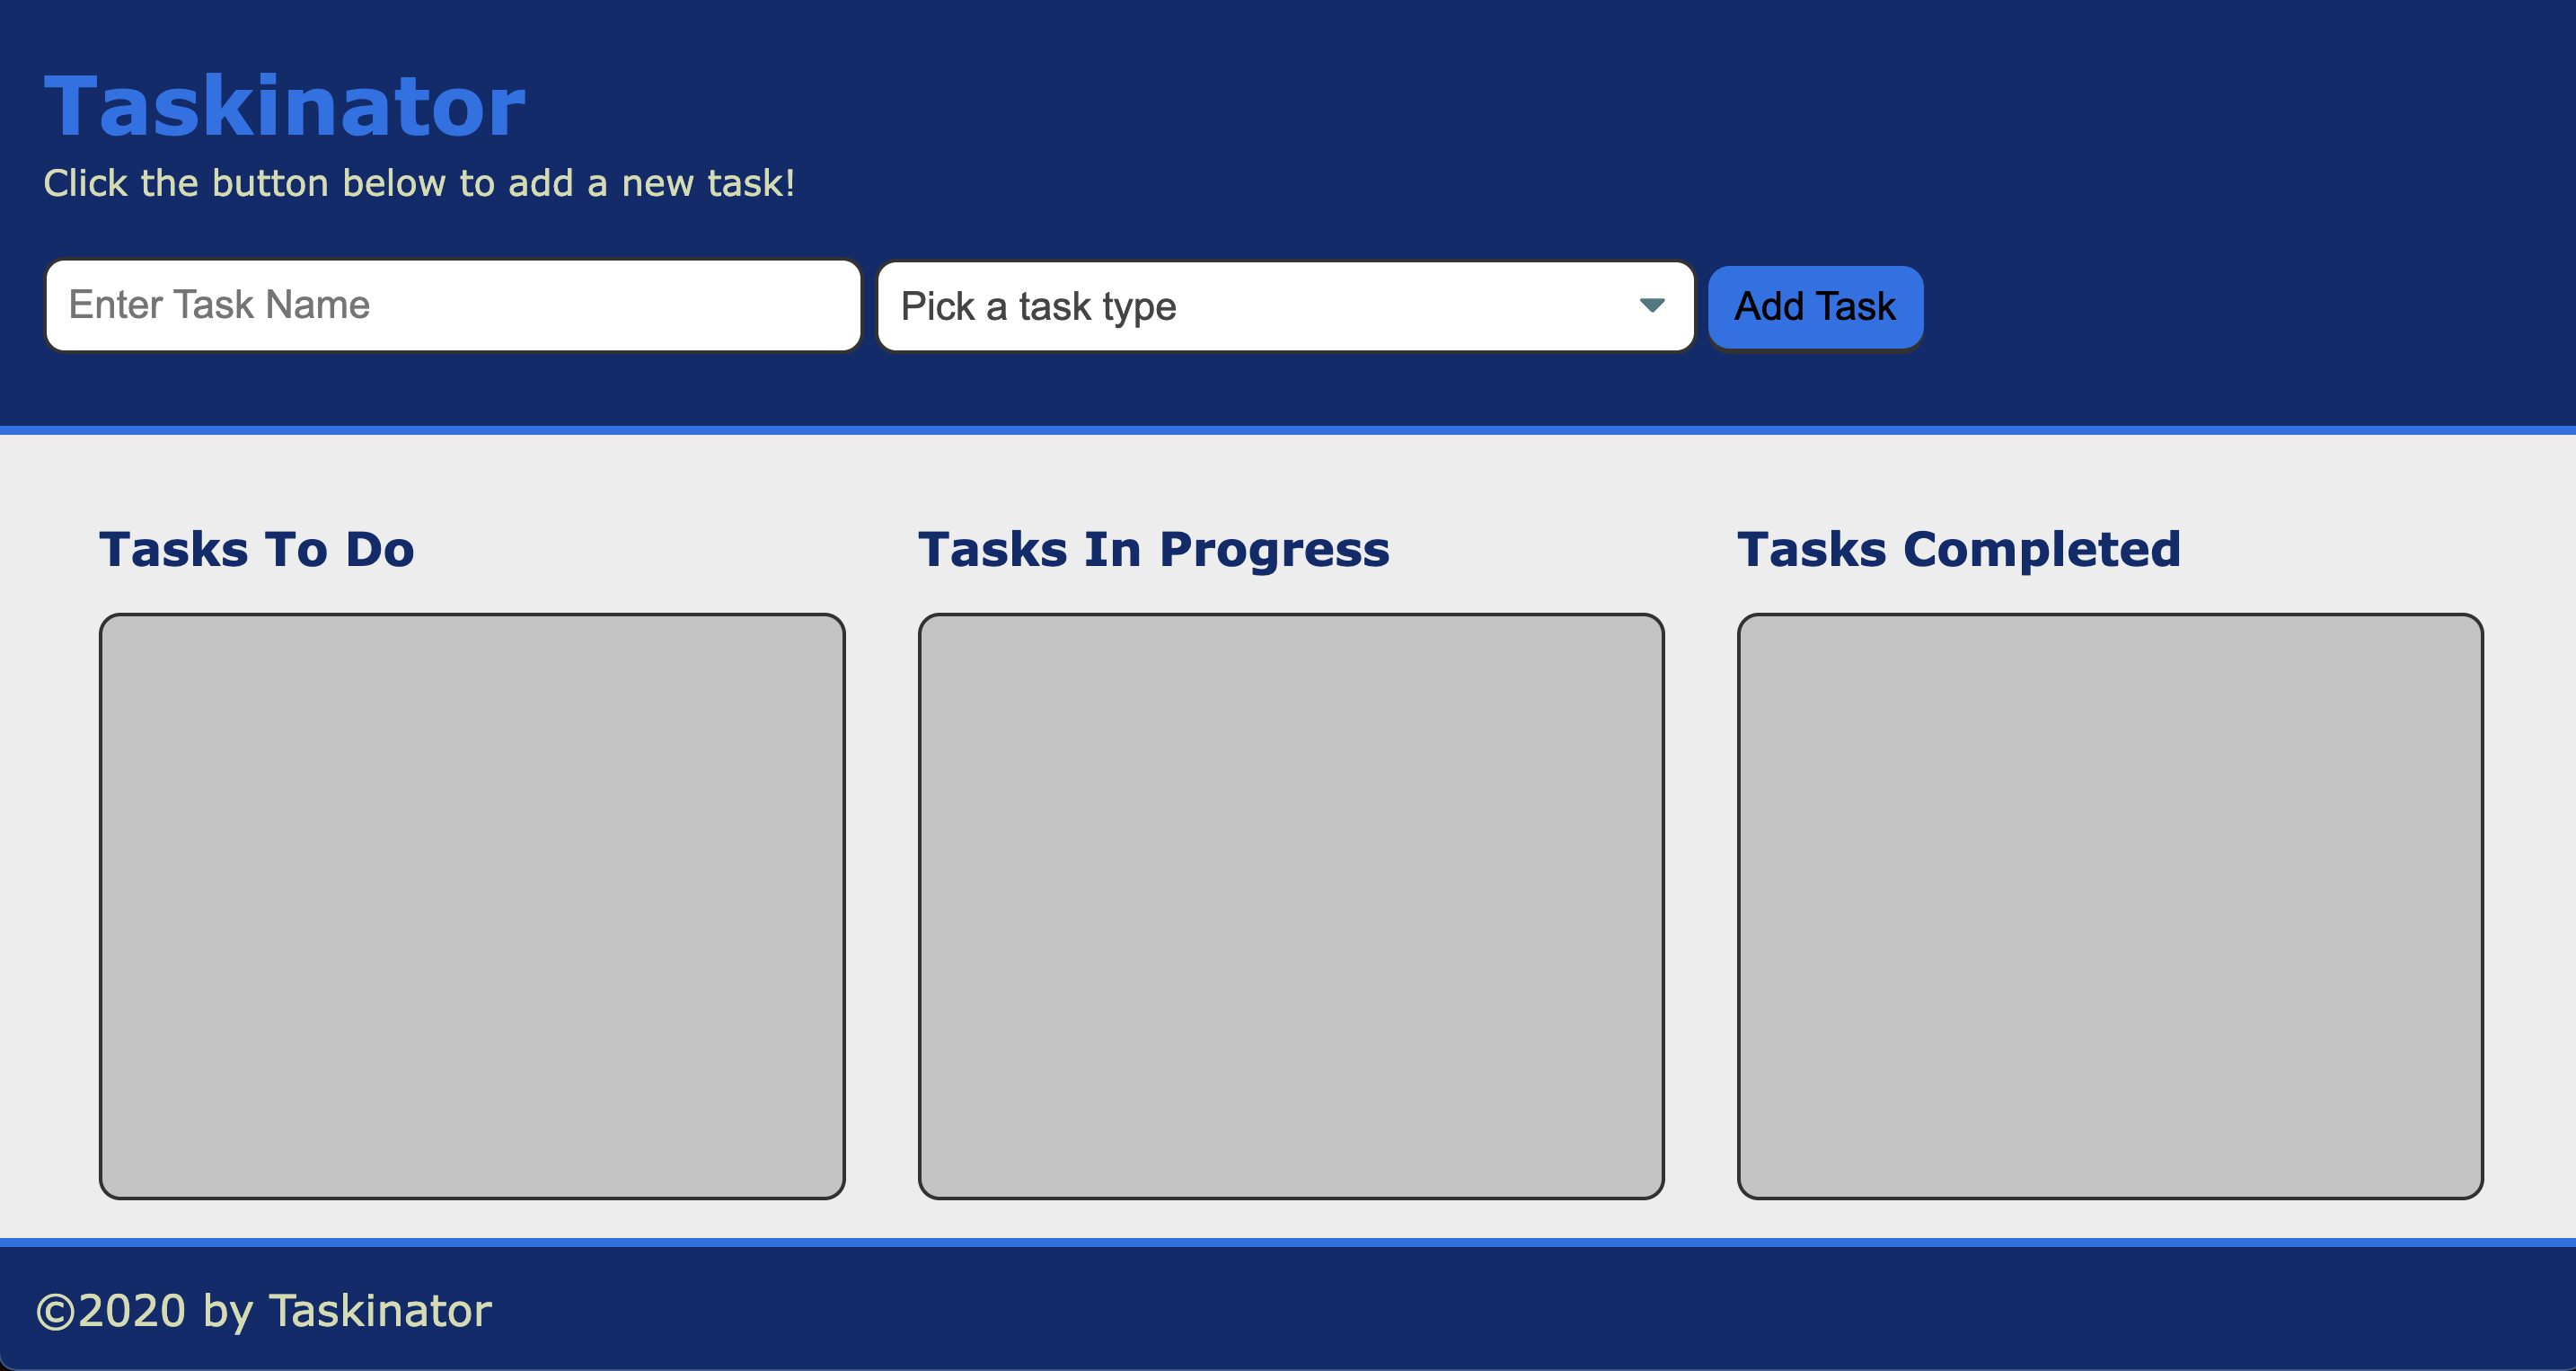 Taskinator
Click the button below to add a new task!
Enter Task Name
Pick a task type
Add Task
Tasks To Do
Tasks In Progress
Tasks Completed
©2020 by Taskinator